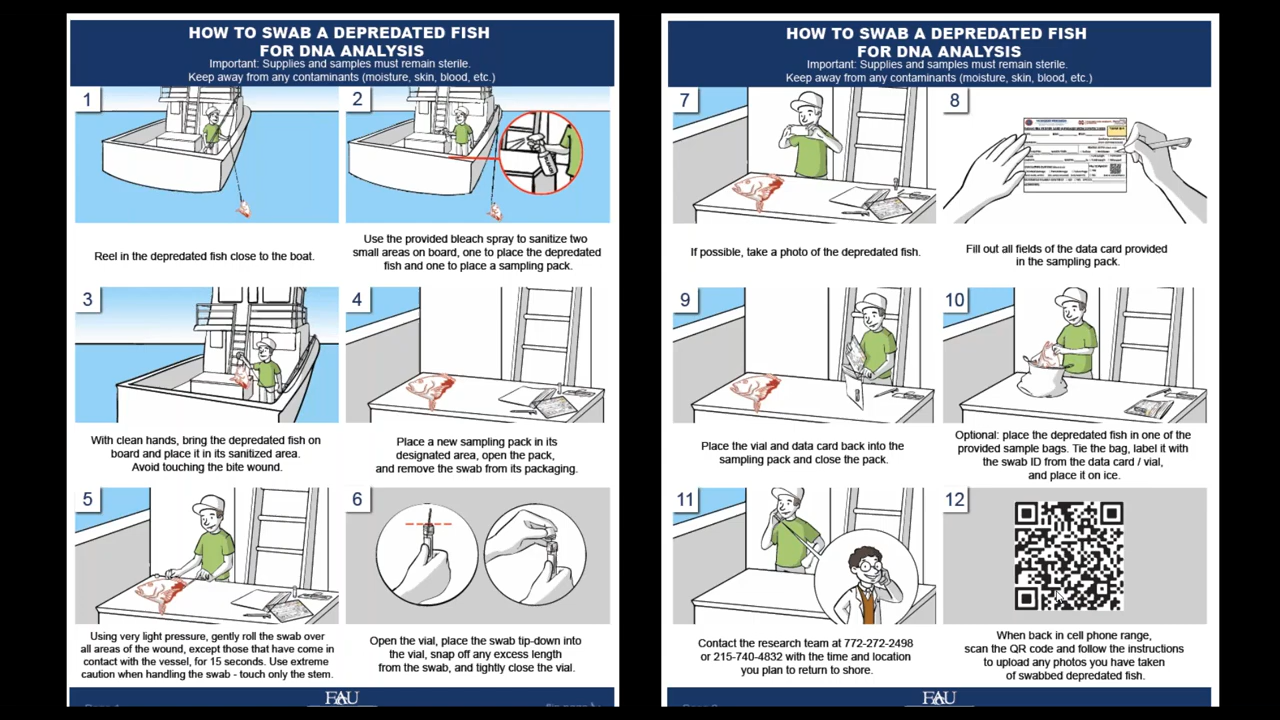 HOW TO SWAB A DEPREDATED FISH
FOR DNA ANALYSIS
Important: Supplies and samples must remain sterile.
Keep away from any contaminants (moisture, skin, blood, etc.)
1
Reel in the depredated fish close to the boat.
2
Use the provided bleach spray to sanitize two
small areas on board, one to place the depredated
fish and one to place a sampling pack.
3
With clean hands, bring the depredated fish on
board and place it in its sanitized area.
Avoid touching the bite wound.
4
Place a new sampling pack in its
designated area, open the pack,
and remove the swab from its packaging.
5
Using very light pressure, gently roll the swab over
all areas of the wound, except those that have come in
contact with the vessel, for 15 seconds. Use extreme
caution when handling the swab - touch only the stem.
6
Open the vial, place the swab tip-down into
the vial, snap off any excess length
from the swab, and tightly close the vial.
FAU
HOW TO SWAB A DEPREDATED FISH
FOR DNA ANALYSIS
Important: Supplies and samples must remain sterile.
Keep away from any contaminants (moisture, skin, blood, etc.)
7
If possible, take a photo of the depredated fish.
8
Fill out all fields of the data card provided
in the sampling pack.
9
Place the vial and data card back into the
sampling pack and close the pack.
10
Optional: place the depredated fish in one of the
provided sample bags. Tie the bag, label it with
the swab ID from the data card / vial,
and place it on ice.
11
Contact the research team at 772-272-2498
or 215-740-4832 with the time and location
you plan to return to shore.
12
When back in cell phone range,
scan the QR code and follow the instructions
to upload any photos you have taken
of swabbed depredated fish.
FAU